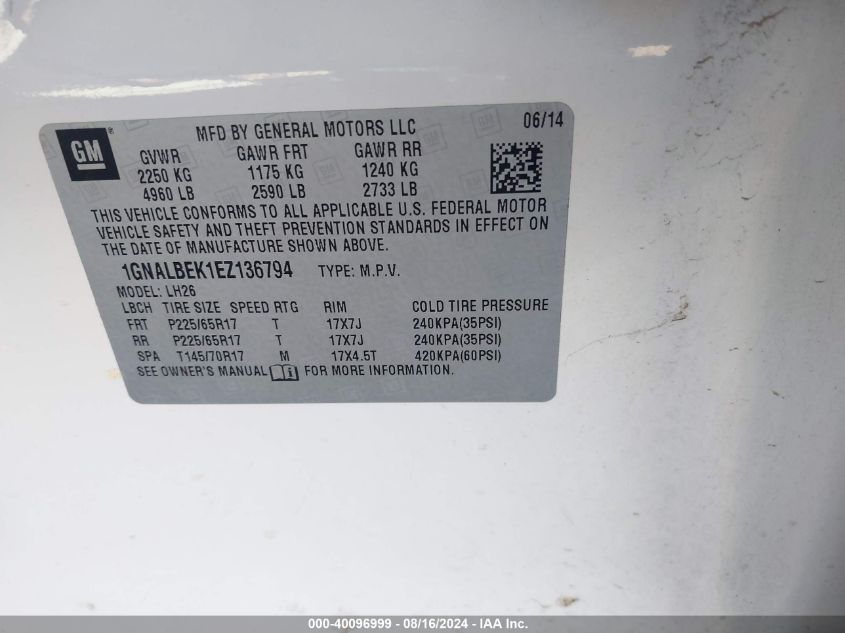 GM
MFD BY GENERAL MOTORS LLC 06/14
GVWR GAWR FRT GAWR RR
2250 KG 1175 KG 1240 KG
4960 LB 2590 LB 2733 LB
THIS VEHICLE CONFORMS TO ALL APPLICABLE U.S. FEDERAL MOTOR
VEHICLE SAFETY AND THEFT PREVENTION STANDARDS IN EFFECT ON
THE DATE OF MANUFACTURE SHOWN ABOVE.
1GNALBEK1EZ136794 TYPE: M.P.V.
MODEL: LH26
LBCH TIRE SIZE SPEED RTG RIM COLD TIRE PRESSURE
FRT P225/65R17 T 17X7J 240KPA(35PSI)
RR P225/65R17 T 17X7J 240KPA(35PSI)
SPA T145/70R17 M 17X4.5T 420KPA(60PSI)
SEE OWNER'S MANUAL FOR MORE INFORMATION.
000-40096999 - 08/16/2024 - IAA Inc.